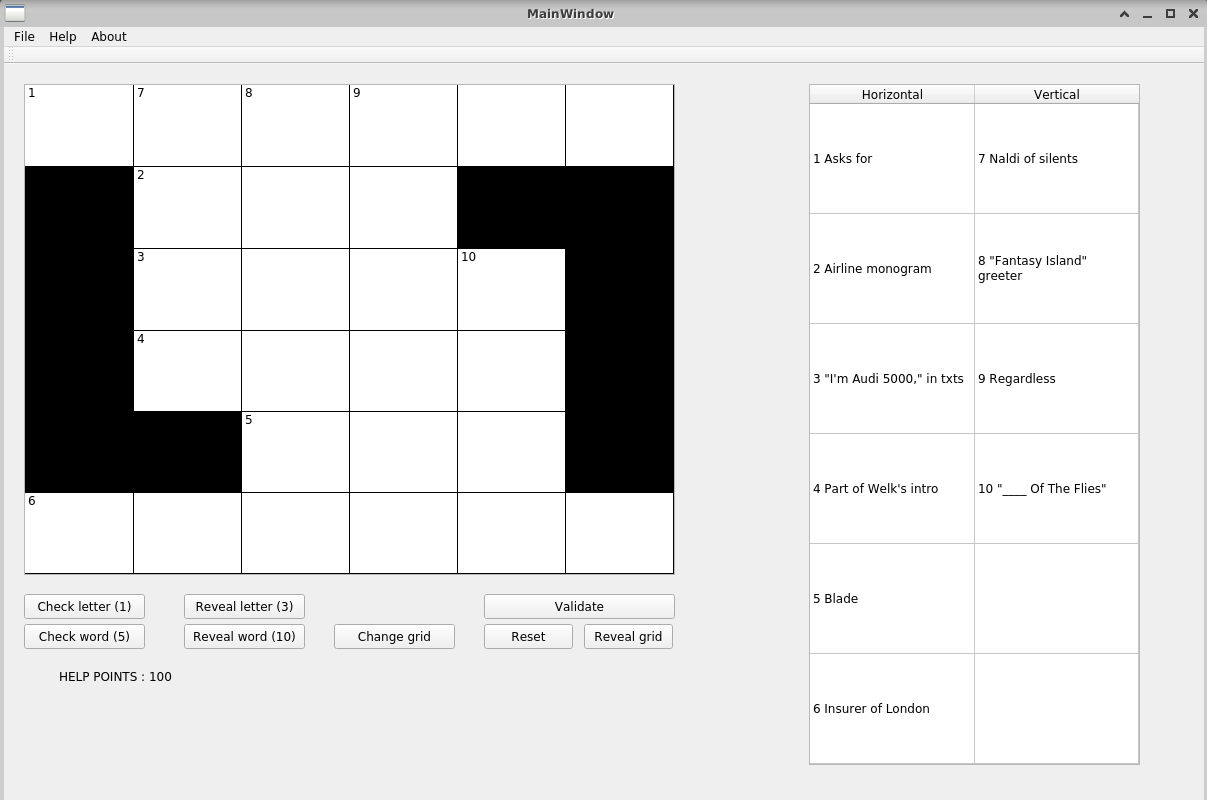 MainWindow
File Help About
1 7 8 9
2
3 10
4
5
6
Check letter (1) Reveal letter (3) Validate
Check word (5) Reveal word (10) Change grid Reset Reveal grid
HELP POINTS : 100
Horizontal Vertical
1 Asks for 7 Naldi of silents
2 Airline monogram 8 "Fantasy Island"
greeter
3 "I'm Audi 5000," in txts 9 Regardless
4 Part of Welk's intro 10 "____ Of The Flies"
5 Blade
6 Insurer of London